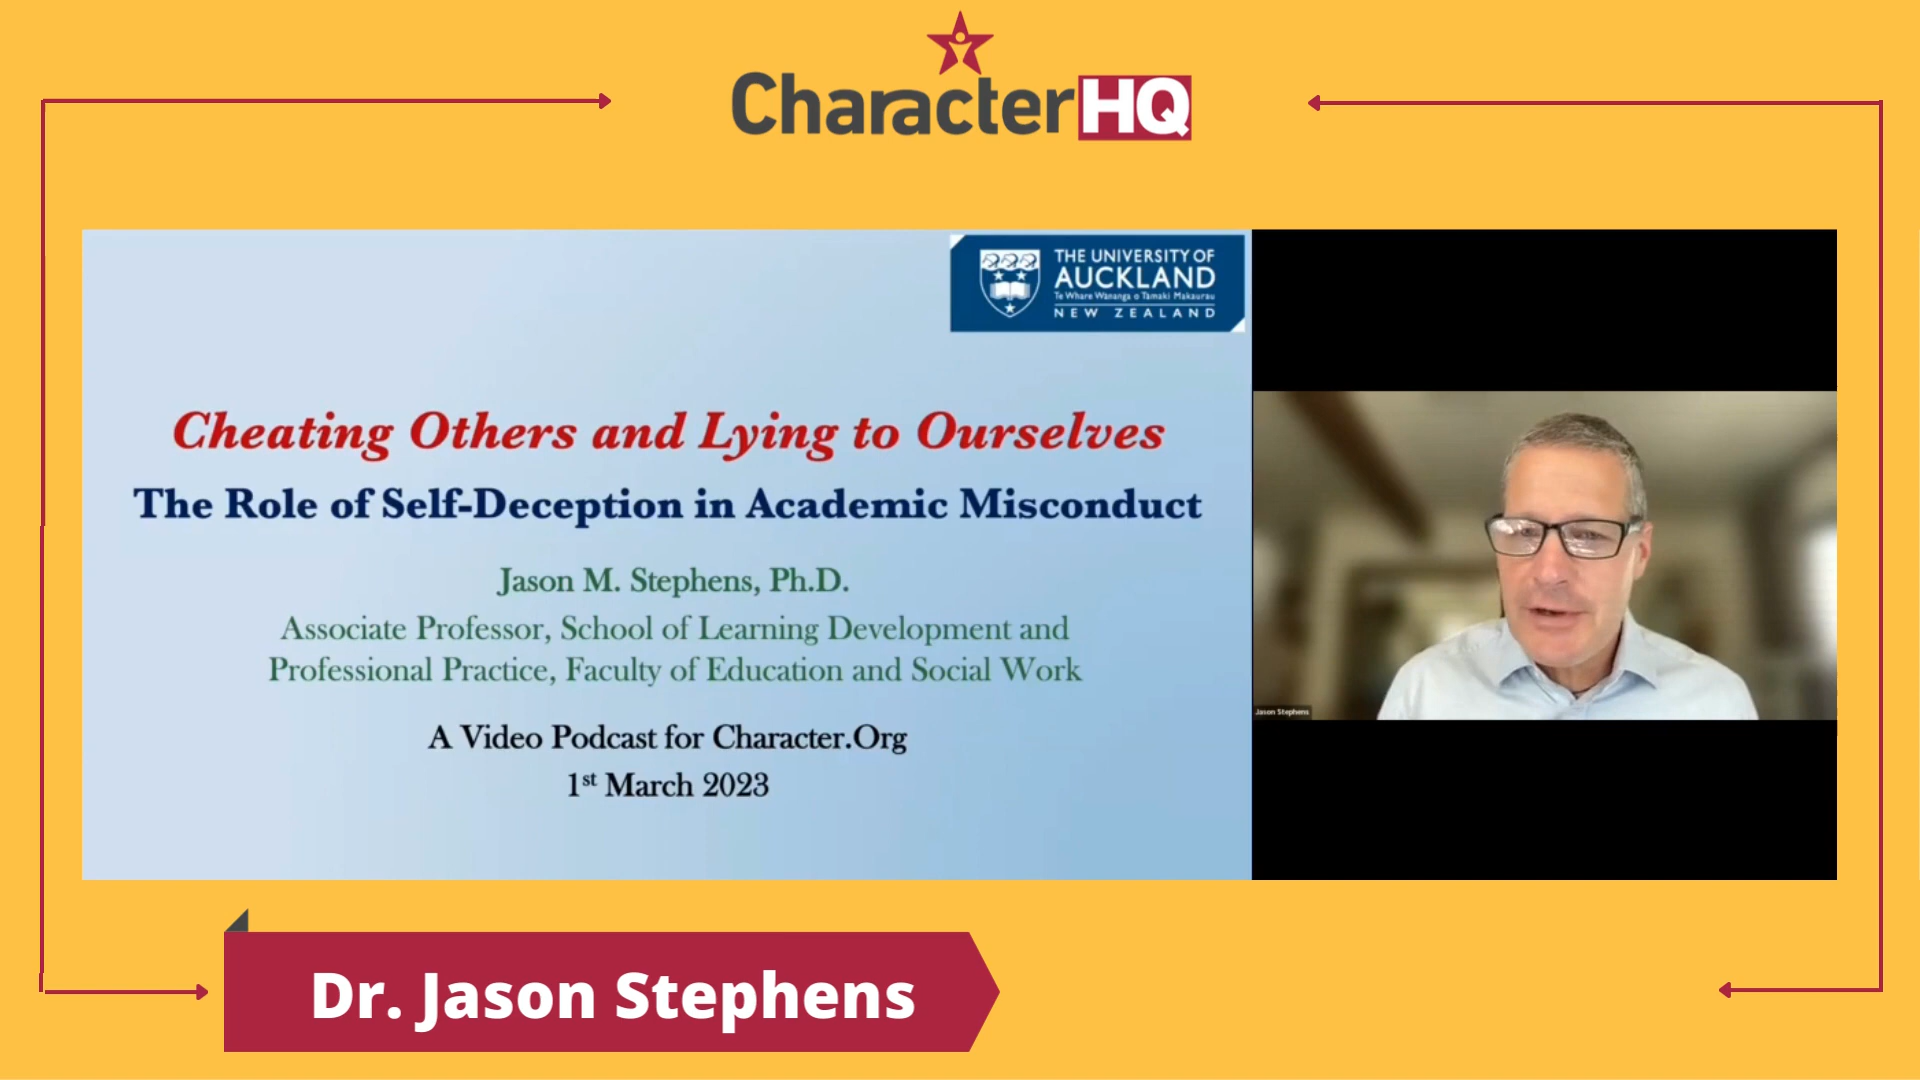 CharacterHQ
THE UNIVERSITY OF
AUCKLAND
Te Whare Wānanga o Tāmaki Makaurau
NEW ZEALAND
Cheating Others and Lying to Ourselves
The Role of Self-Deception in Academic Misconduct
Jason M. Stephens, Ph.D.
Associate Professor, School of Learning Development and
Professional Practice, Faculty of Education and Social Work
A Video Podcast for Character.Org
1st March 2023
Jason Stephens
Dr. Jason Stephens